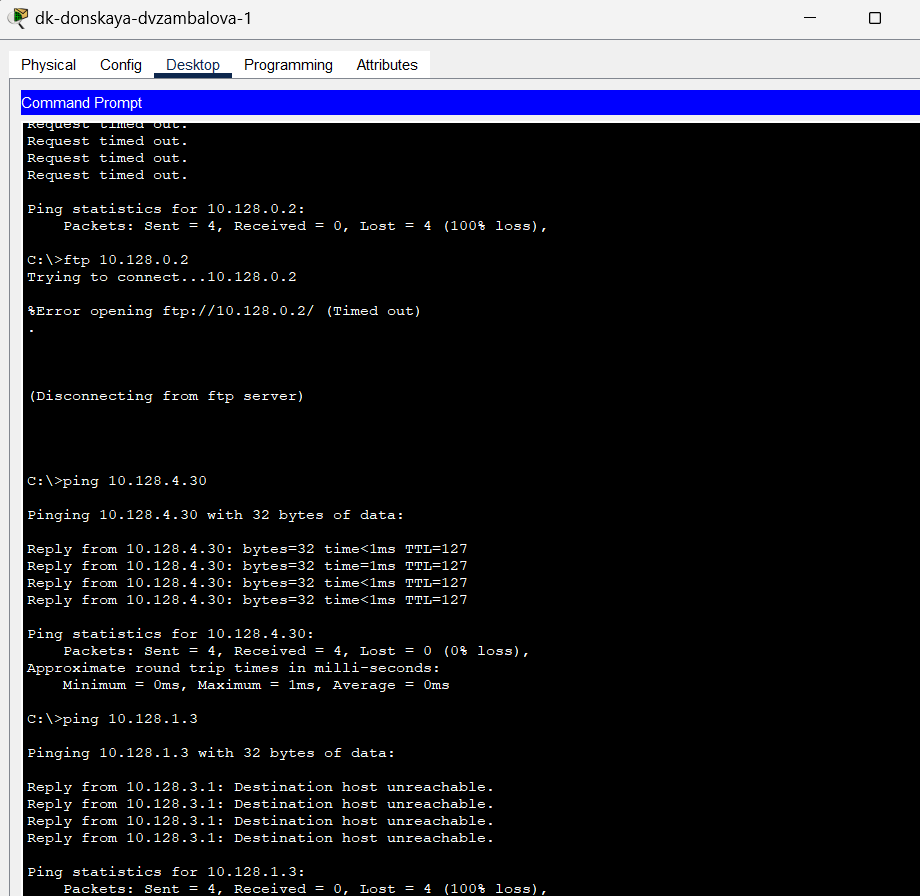 dk-donskaya-dvzambalova-1
Physical Config Desktop Programming Attributes
Command Prompt
Request timed out.
Request timed out.
Request timed out.
Request timed out.
Ping statistics for 10.128.0.2:
Packets: Sent = 4, Received = 0, Lost = 4 (100% loss),
C:\>ftp 10.128.0.2
Trying to connect...10.128.0.2
%Error opening ftp://10.128.0.2/ (Timed out)
.
(Disconnecting from ftp server)
C:\>ping 10.128.4.30
Pinging 10.128.4.30 with 32 bytes of data:
Reply from 10.128.4.30: bytes=32 time<1ms TTL=127
Reply from 10.128.4.30: bytes=32 time=1ms TTL=127
Reply from 10.128.4.30: bytes=32 time<1ms TTL=127
Reply from 10.128.4.30: bytes=32 time<1ms TTL=127
Ping statistics for 10.128.4.30:
Packets: Sent = 4, Received = 4, Lost = 0 (0% loss),
Approximate round trip times in milli-seconds:
Minimum = 0ms, Maximum = 1ms, Average = 0ms
C:\>ping 10.128.1.3
Pinging 10.128.1.3 with 32 bytes of data:
Reply from 10.128.3.1: Destination host unreachable.
Reply from 10.128.3.1: Destination host unreachable.
Reply from 10.128.3.1: Destination host unreachable.
Reply from 10.128.3.1: Destination host unreachable.
Ping statistics for 10.128.1.3:
Packets: Sent = 4, Received = 0, Lost = 4 (100% loss),